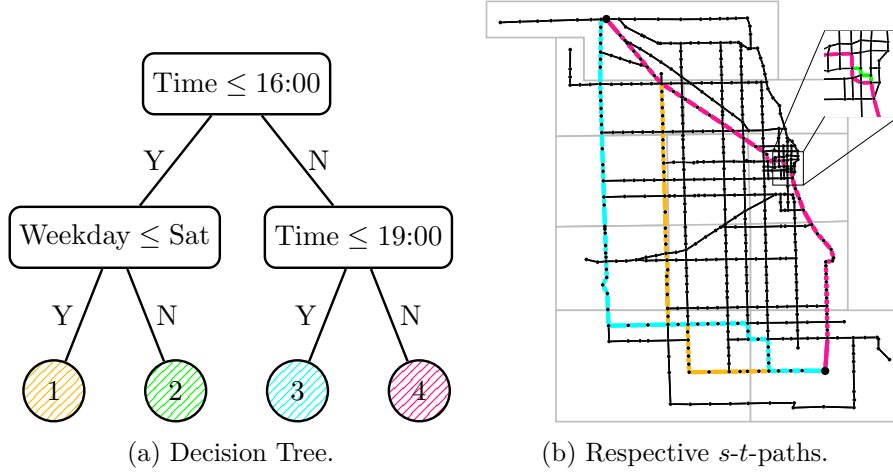 Time ≤ 16:00
Y
N
Weekday ≤ Sat
Time ≤ 19:00
Y
N
Y
N
1
2
3
4
(a) Decision Tree.
(b) Respective s-t-paths.